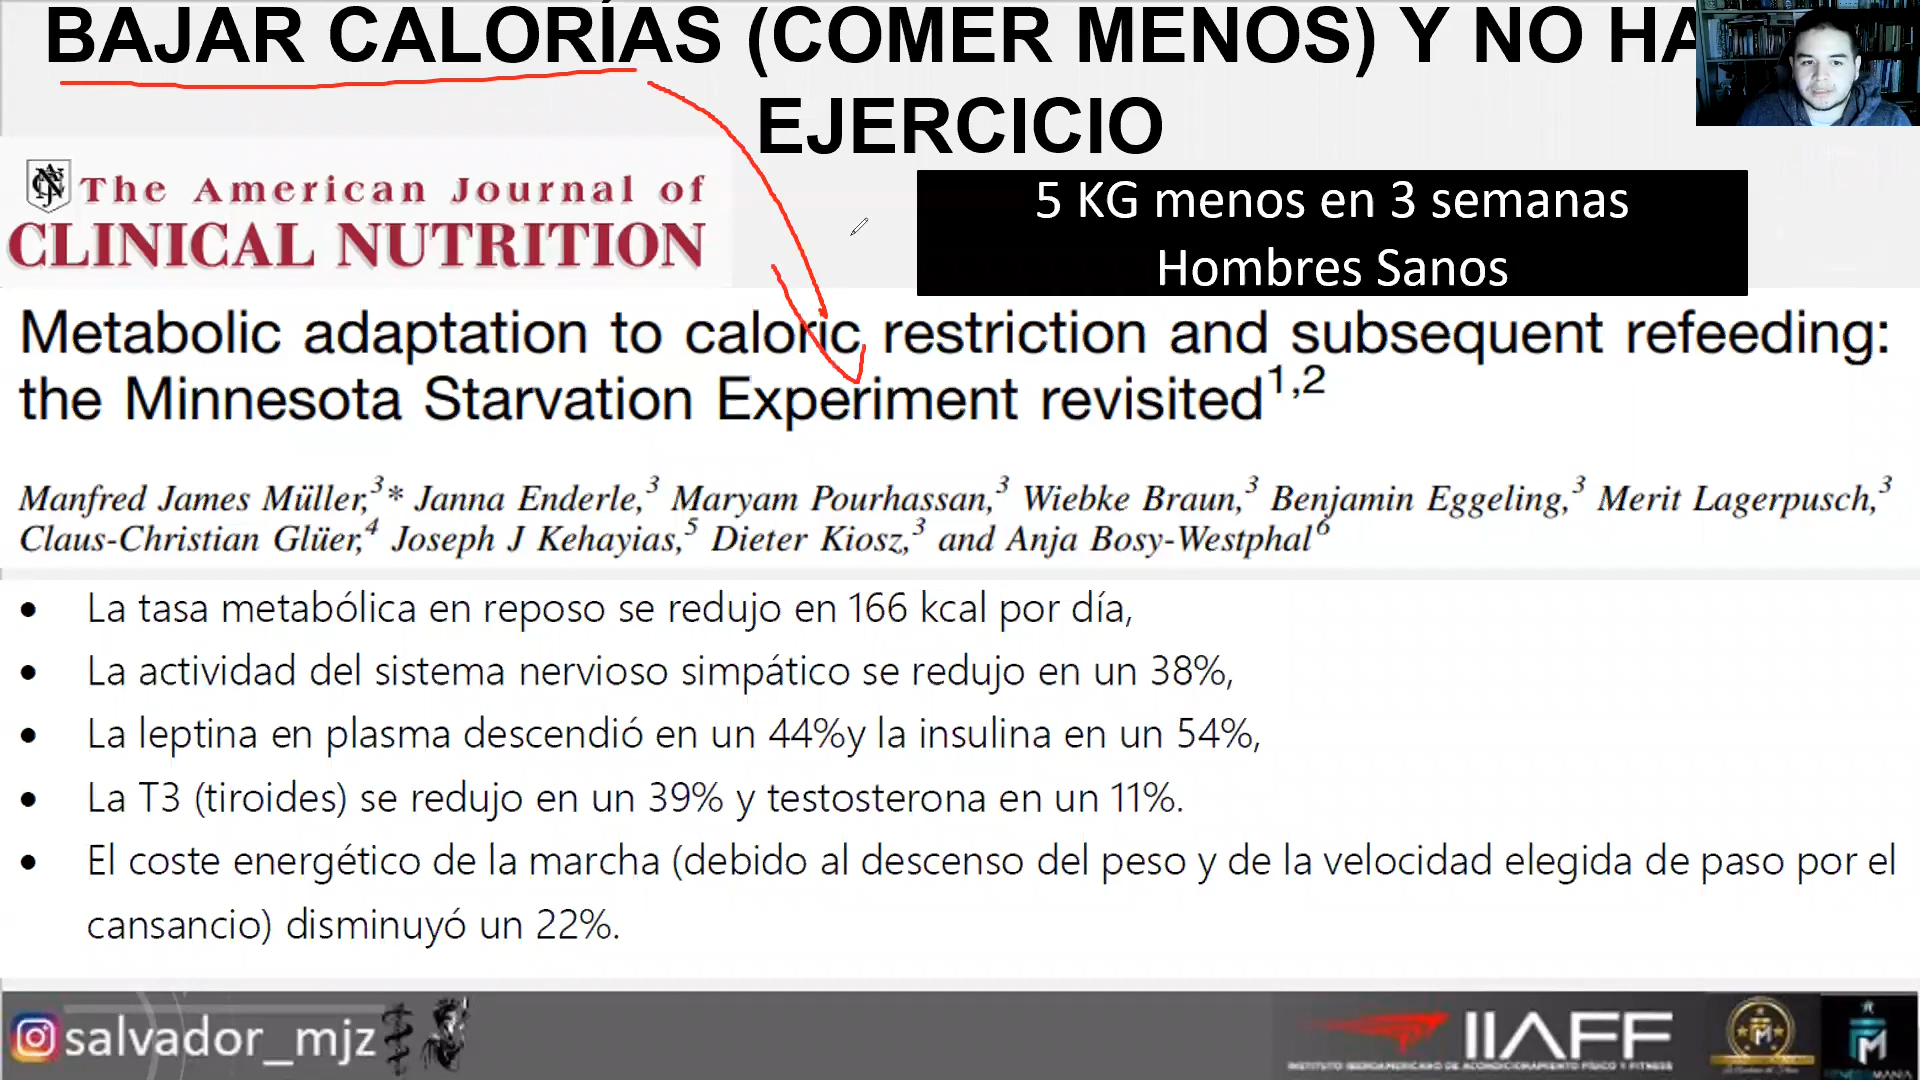 BAJAR CALORÍAS (COMER MENOS) Y NO HA
EJERCICIO
The American Journal of
CLINICAL NUTRITION
5 KG menos en 3 semanas
Hombres Sanos
Metabolic adaptation to caloric restriction and subsequent refeeding:
the Minnesota Starvation Experiment revisited1,2
Manfred James Müller,3* Janna Enderle,3 Maryam Pourhassan,3 Wiebke Braun,3 Benjamin Eggeling,3 Merit Lagerpusch,3
Claus-Christian Glüer,4 Joseph J Kehayias,5 Dieter Kiosz,3 and Anja Bosy-Westphal6
• La tasa metabólica en reposo se redujo en 166 kcal por día,
• La actividad del sistema nervioso simpático se redujo en un 38%,
• La leptina en plasma descendió en un 44%y la insulina en un 54%,
• La T3 (tiroides) se redujo en un 39% y testosterona en un 11%.
• El coste energético de la marcha (debido al descenso del peso y de la velocidad elegida de paso por el
cansancio) disminuyó un 22%.
salvador_mjz
IIAFF
INSTITUTO IBEROAMERICANO DE ACONDICIONAMIENTO FÍSICO Y FITNESS